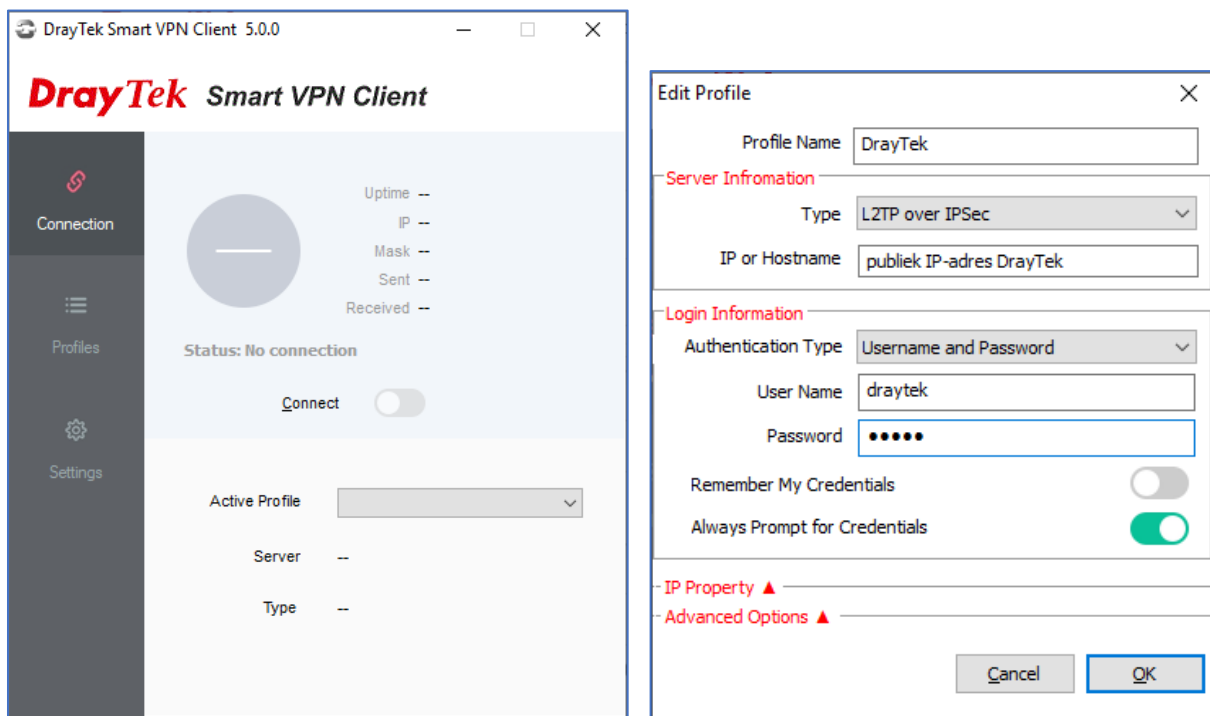 DrayTek Smart VPN Client 5.0.0
DrayTek Smart VPN Client
Connection
Profiles
Settings
Uptime --
IP --
Mask --
Sent --
Received --
Status: No connection
Connect
Active Profile
Server --
Type --
Edit Profile
Profile Name DrayTek
Server Infromation
Type L2TP over IPSec
IP or Hostname publiek IP-adres DrayTek
Login Information
Authentication Type Username and Password
User Name draytek
Password •••••
Remember My Credentials
Always Prompt for Credentials
IP Property ▲
Advanced Options ▲
Cancel OK